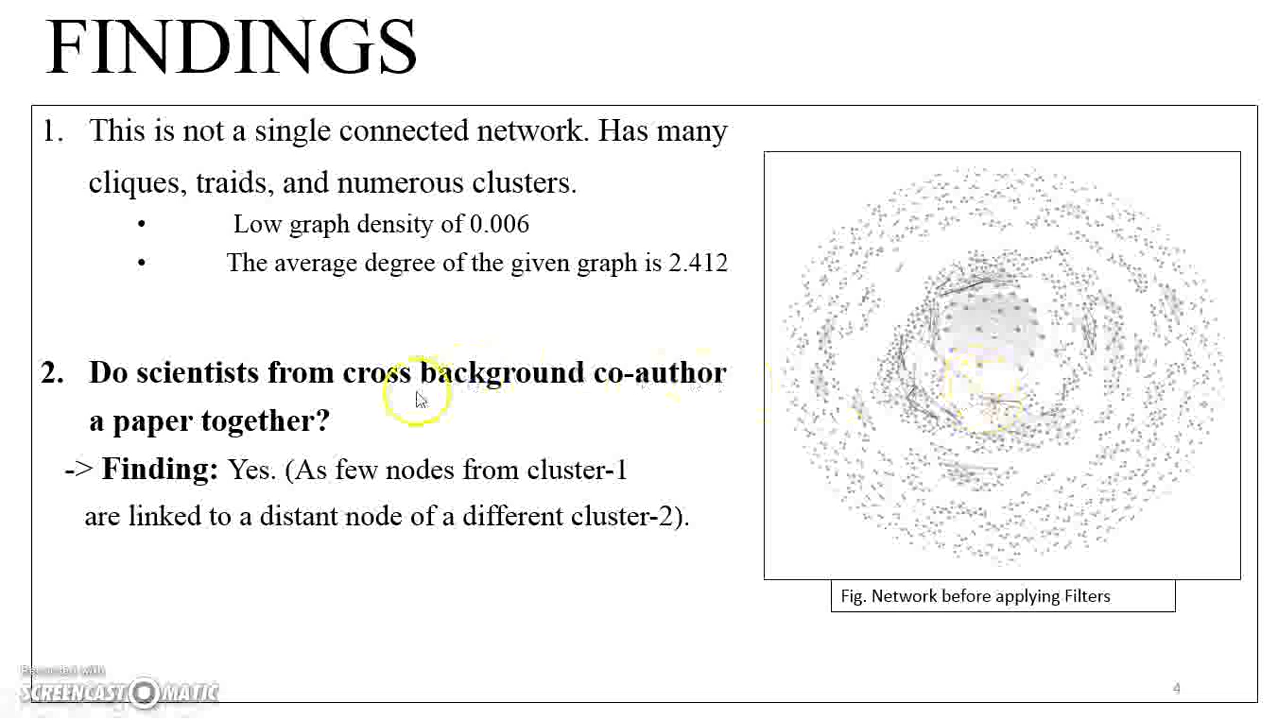 FINDINGS
1. This is not a single connected network. Has many
cliques, traids, and numerous clusters.
• Low graph density of 0.006
• The average degree of the given graph is 2.412
2. Do scientists from cross background co-author
a paper together?
-> Finding: Yes. (As few nodes from cluster-1
are linked to a distant node of a different cluster-2).
Fig. Network before applying Filters
Recorded with
SCREENCAST-O-MATIC
4